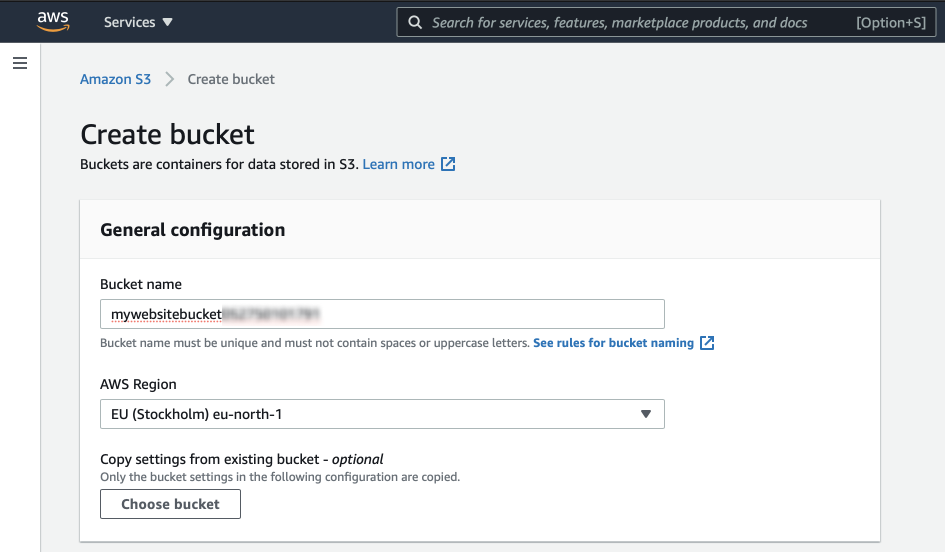 aws
Services
Search for services, features, marketplace products, and docs [Option+S]
Amazon S3 Create bucket
Create bucket
Buckets are containers for data stored in S3. Learn more
General configuration
Bucket name
mywebsitebucket
Bucket name must be unique and must not contain spaces or uppercase letters. See rules for bucket naming
AWS Region
EU (Stockholm) eu-north-1
Copy settings from existing bucket - optional
Only the bucket settings in the following configuration are copied.
Choose bucket